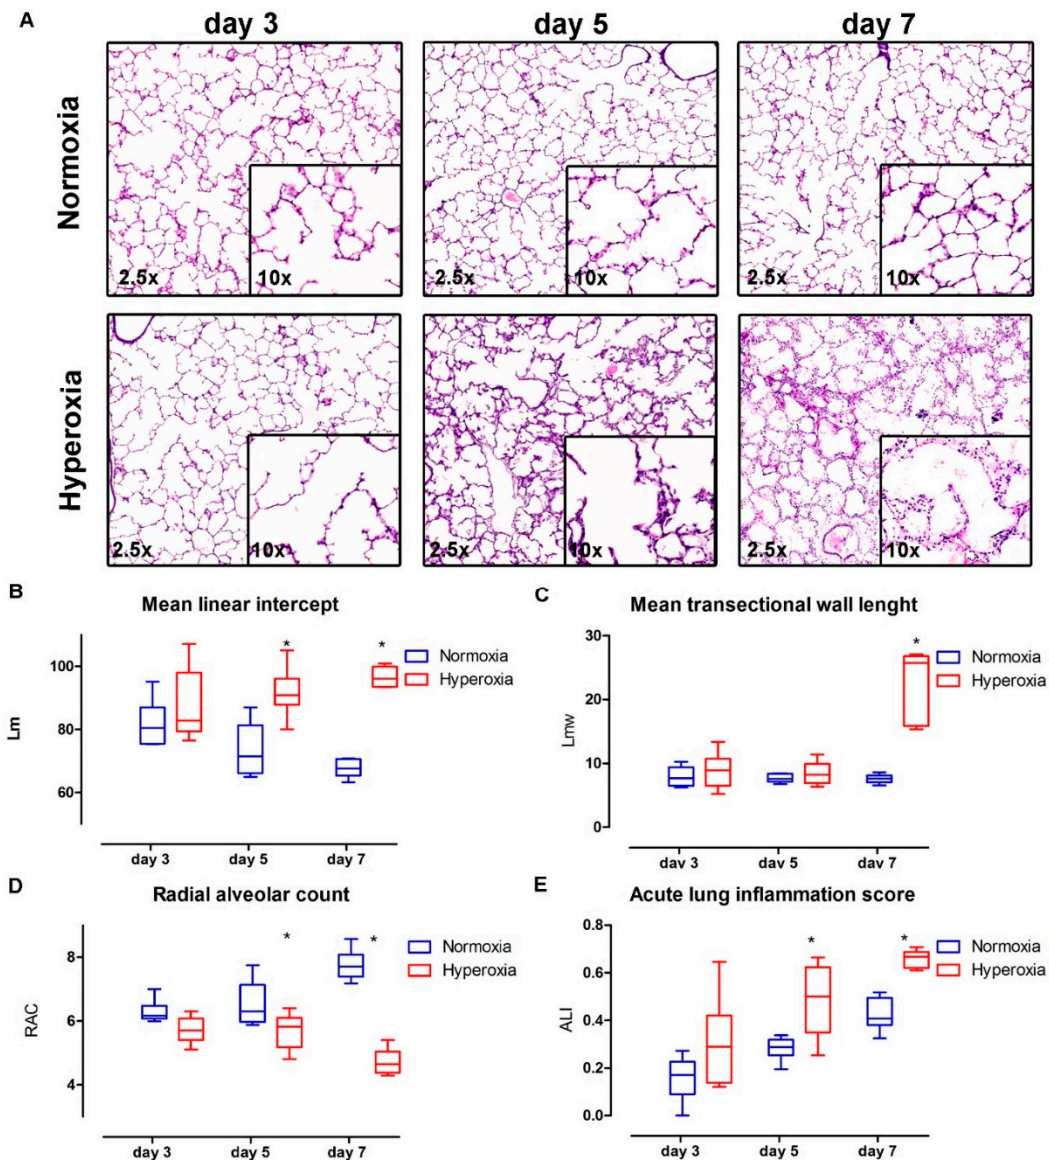 A
day 3 day 5 day 7
Normoxia
2.5x 10x 2.5x 10x 2.5x 10x
Hyperoxia
2.5x 10x 2.5x 10x 2.5x 10x
B
Mean linear intercept
Lm
100
80
60
* *
Normoxia
Hyperoxia
day 3 day 5 day 7
C
Mean transectional wall lenght
Lmw
30
20
10
0
*
Normoxia
Hyperoxia
day 3 day 5 day 7
D
Radial alveolar count
RAC
8
6
4
* *
Normoxia
Hyperoxia
day 3 day 5 day 7
E
Acute lung inflammation score
ALI
0.8
0.6
0.4
0.2
0.0
* *
Normoxia
Hyperoxia
day 3 day 5 day 7